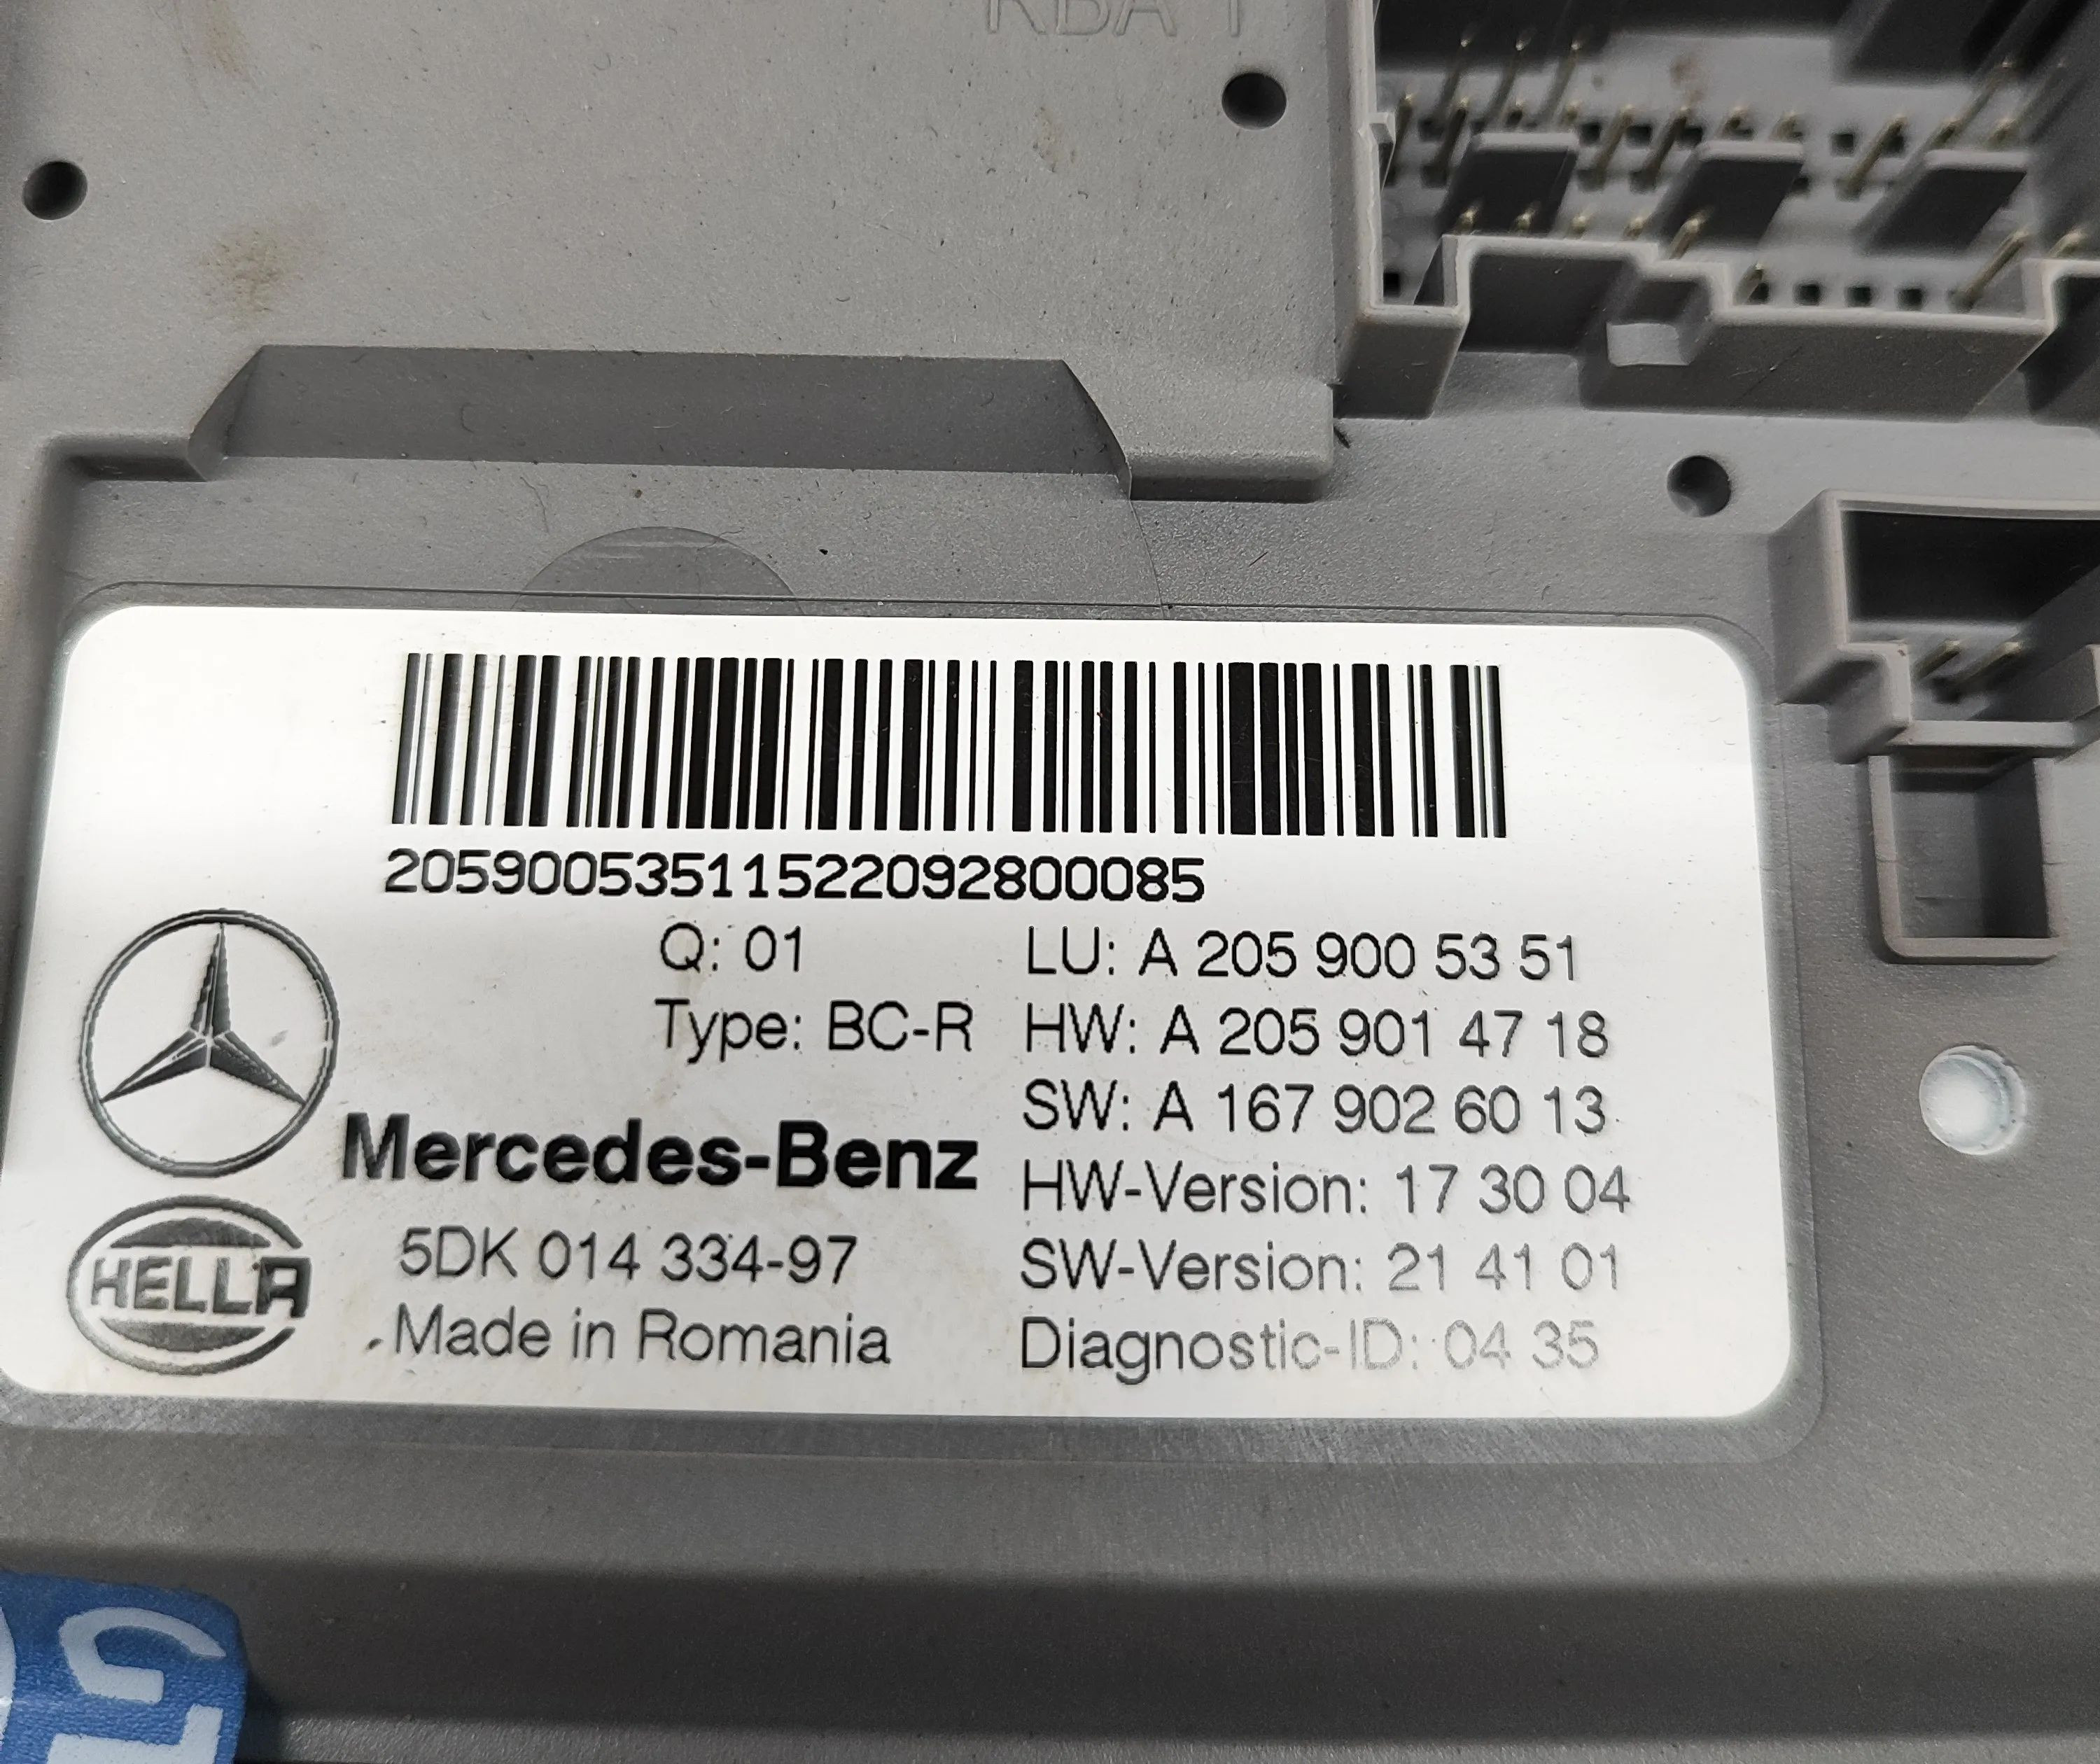 20590053511522092800085
Q: 01
Type: BC-R
LU: A 205 900 53 51
HW: A 205 901 47 18
SW: A 167 902 60 13
HW-Version: 17 30 04
SW-Version: 21 41 01
Diagnostic-ID: 04 35
Mercedes-Benz
HELLA
5DK 014 334-97
Made in Romania